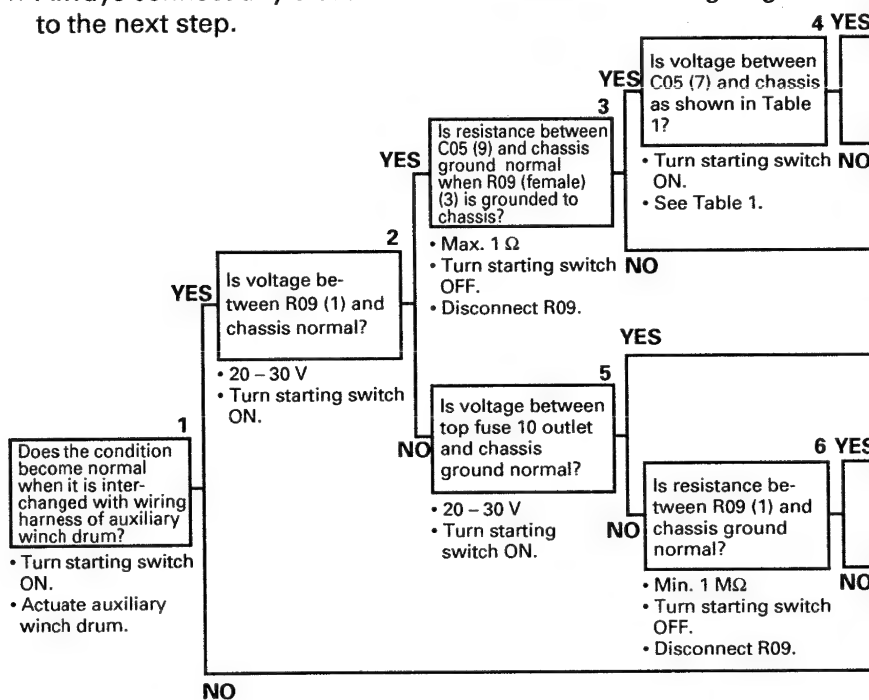 to the next step.
4 YES
Is voltage between
C05 (7) and chassis
as shown in Table
1?
• Turn starting switch
ON.
• See Table 1.
NO
YES
3
Is resistance between
C05 (9) and chassis
ground normal
when R09 (female)
(3) is grounded to
chassis?
• Max. 1 Ω
• Turn starting switch
OFF.
• Disconnect R09.
NO
YES
2
Is voltage be-
tween R09 (1) and
chassis normal?
• 20 – 30 V
• Turn starting switch
ON.
YES
5
Is voltage between
top fuse 10 outlet
and chassis
ground normal?
• 20 – 30 V
• Turn starting
switch ON.
NO
YES
1
Does the condition
become normal
when it is inter-
changed with wiring
harness of auxiliary
winch drum?
• Turn starting switch
ON.
• Actuate auxiliary
winch drum.
6 YES
Is resistance be-
tween R09 (1) and
chassis ground
normal?
• Min. 1 MΩ
• Turn starting switch
OFF.
• Disconnect R09.
NO
NO
NO